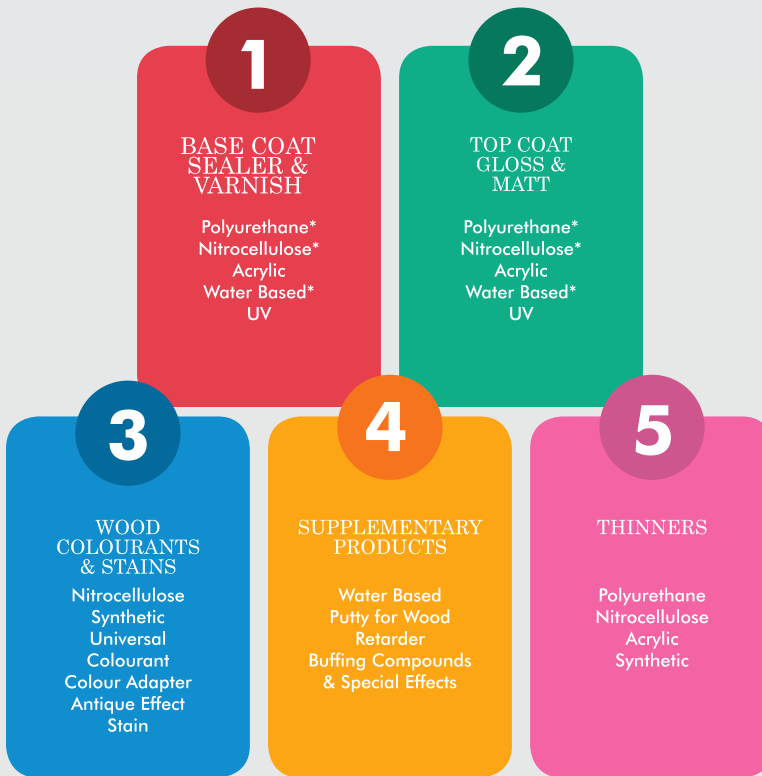 1
BASE COAT
SEALER &
VARNISH
Polyurethane*
Nitrocellulose*
Acrylic
Water Based*
UV
2
TOP COAT
GLOSS &
MATT
Polyurethane*
Nitrocellulose*
Acrylic
Water Based*
UV
3
WOOD
COLOURANTS
& STAINS
Nitrocellulose
Synthetic
Universal
Colourant
Colour Adapter
Antique Effect
Stain
4
SUPPLEMENTARY
PRODUCTS
Water Based
Putty for Wood
Retarder
Buffing Compounds
& Special Effects
5
THINNERS
Polyurethane
Nitrocellulose
Acrylic
Synthetic